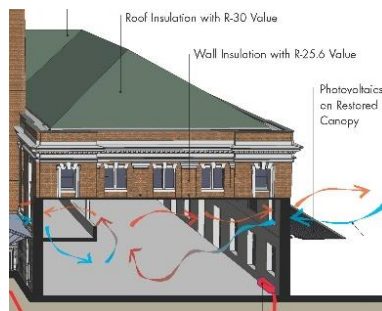 Roof Insulation with R-30 Value
Wall Insulation with R-25.6 Value
Photovoltaics
on Restored
Canopy